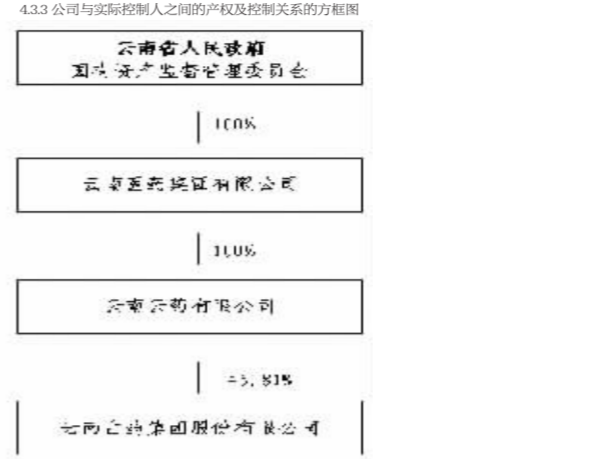 4.3.3 公司与实际控制人之间的产权及控制关系的方框图
云南省人民政府
国有资产监督管理委员会
100%
云南医药集团有限公司
100%
云南云药有限公司
云南白药集团股份有限公司